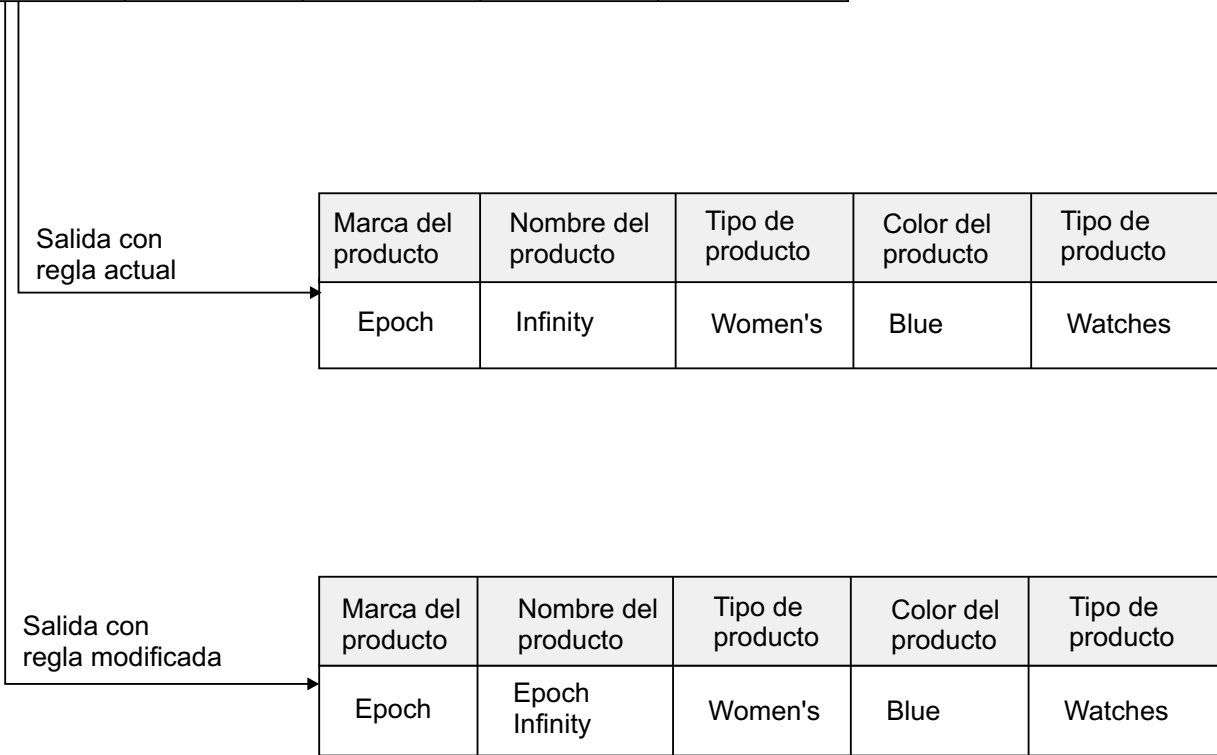 Salida con
regla actual
Marca del
producto
Nombre del
producto
Tipo de
producto
Color del
producto
Tipo de
producto
Epoch
Infinity
Women's
Blue
Watches
Salida con
regla modificada
Marca del
producto
Nombre del
producto
Tipo de
producto
Color del
producto
Tipo de
producto
Epoch
Epoch
Infinity
Women's
Blue
Watches